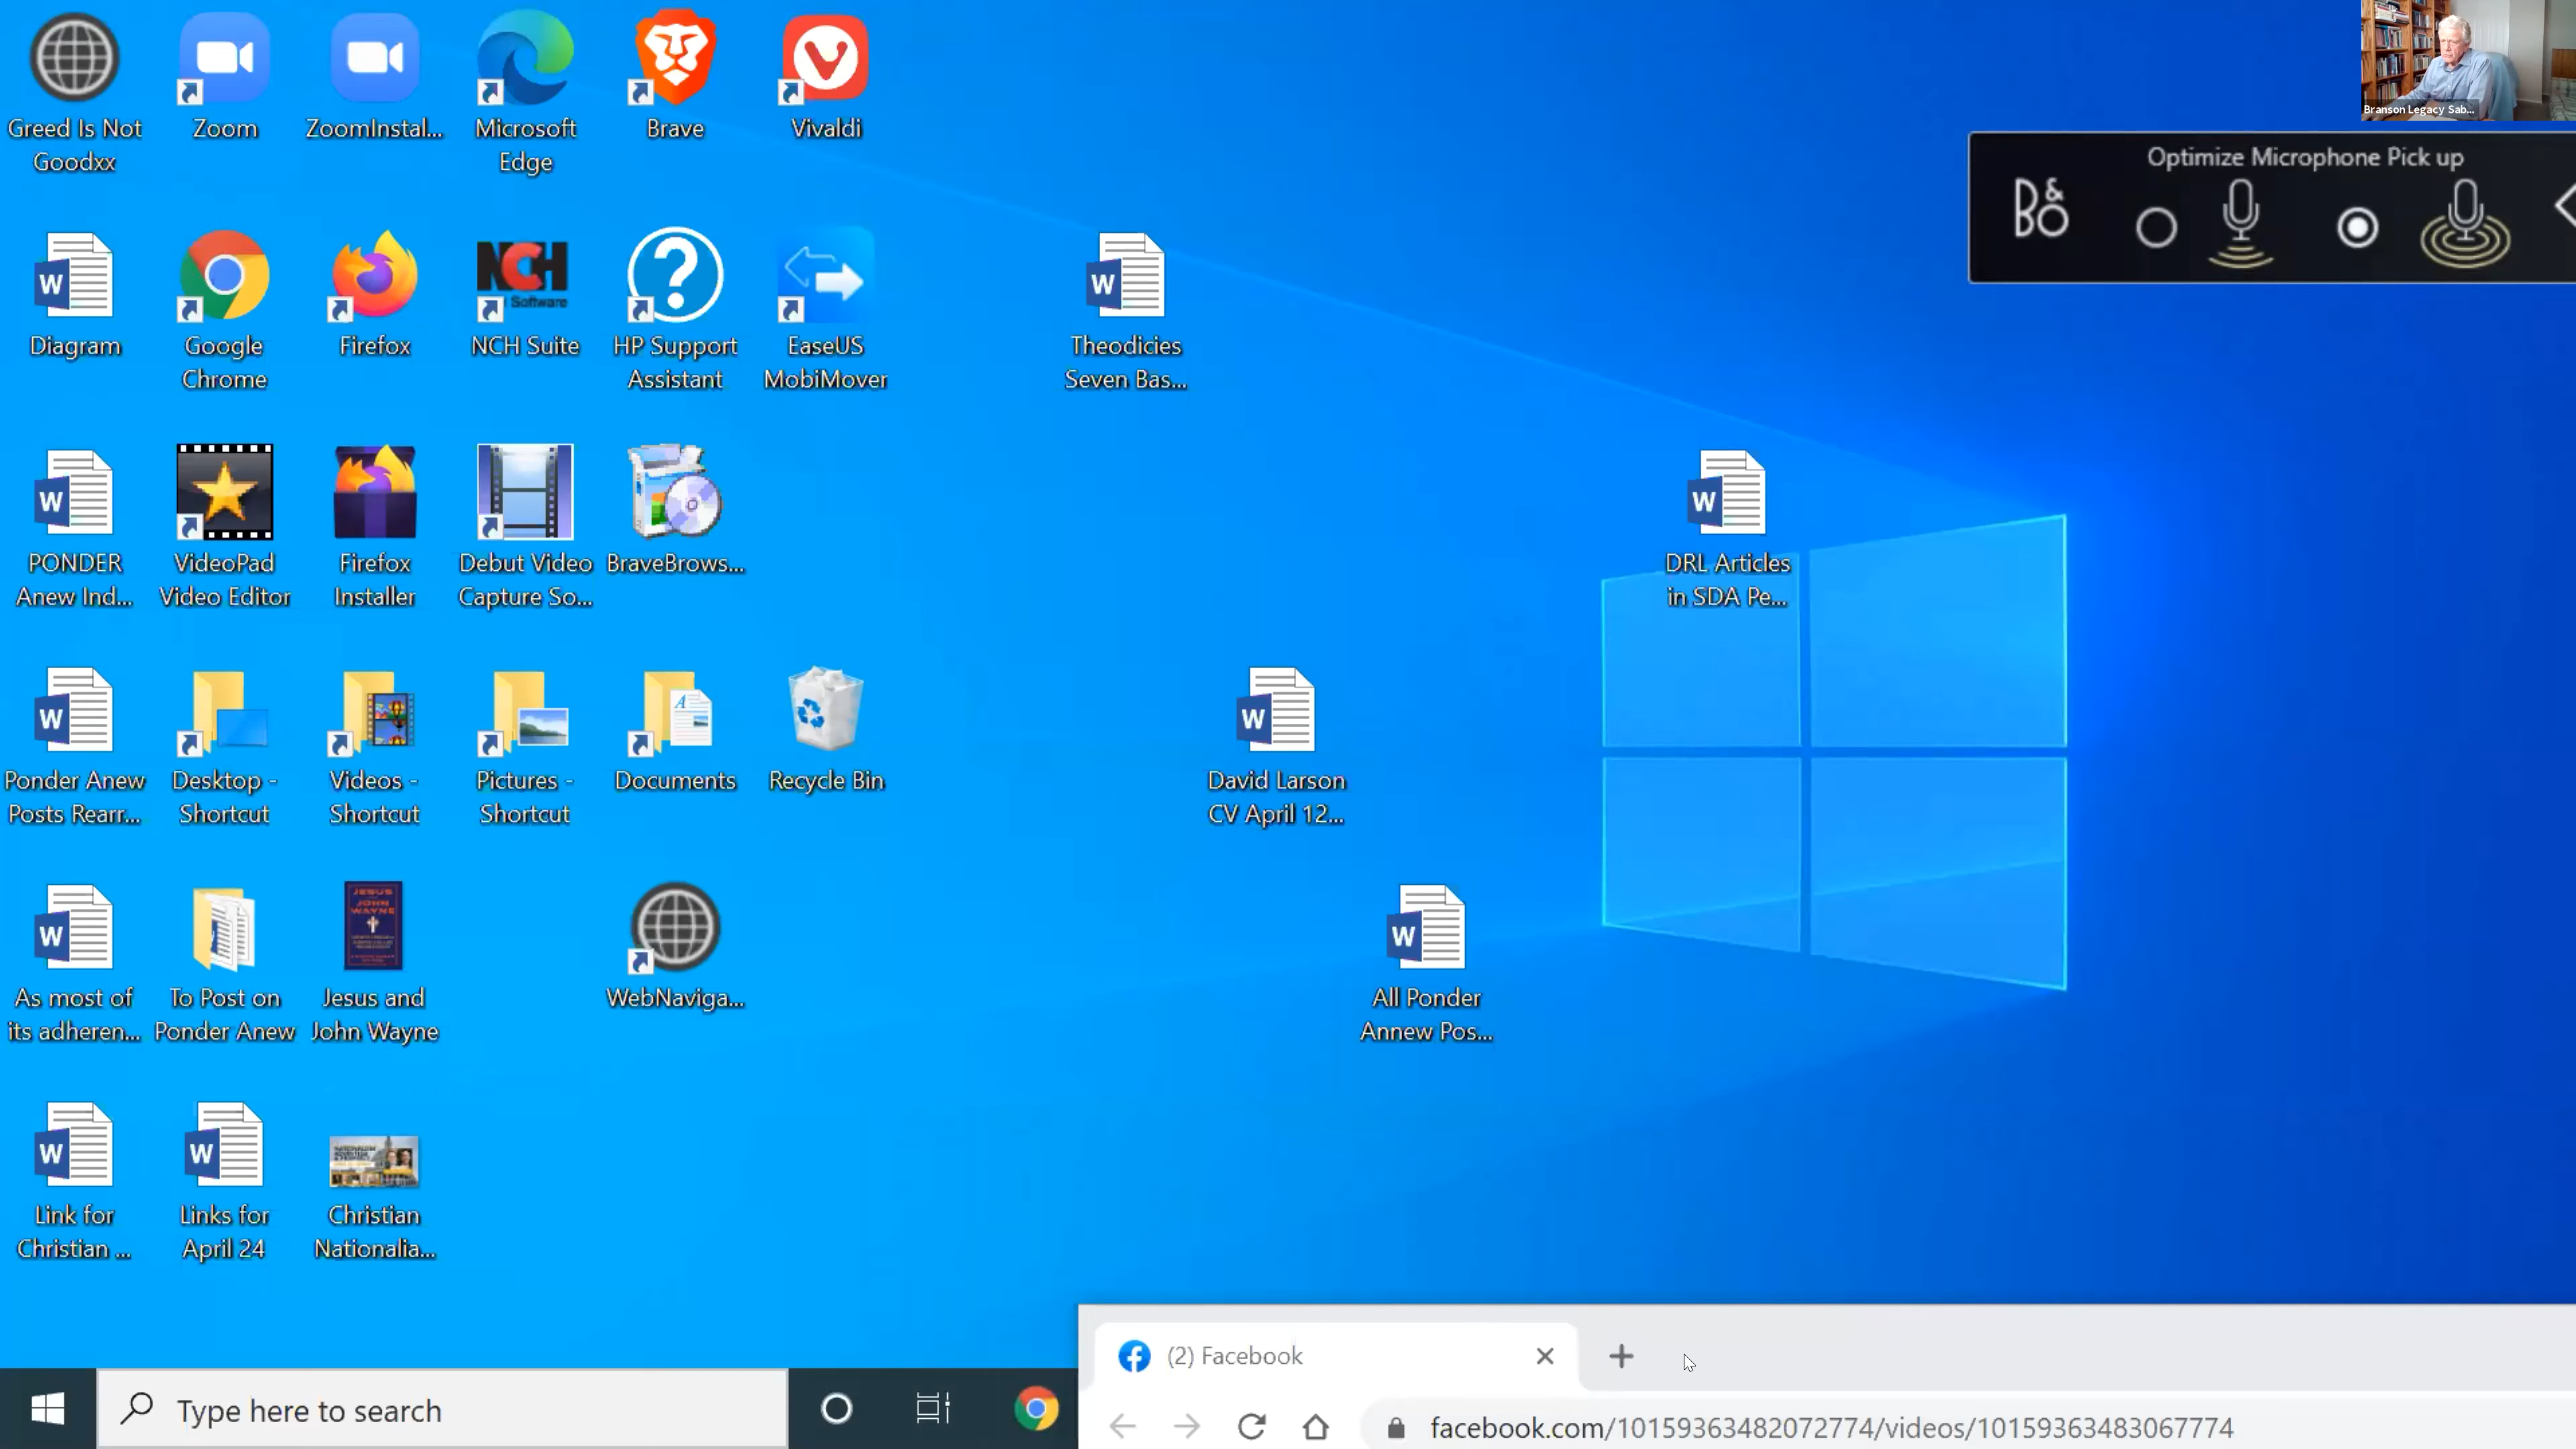 Greed Is Not
Goodxx
Zoom
ZoomInstal...
Microsoft
Edge
Brave
Vivaldi
Branson Legacy Sab...
Optimize Microphone Pick up
B&O
Diagram
Google
Chrome
Firefox
NCH
Software
NCH Suite
HP Support
Assistant
EaseUS
MobiMover
Theodicies
Seven Bas...
PONDER
Anew Ind...
VideoPad
Video Editor
Firefox
Installer
Debut Video
Capture So...
BraveBrows...
DRL Articles
in SDA Pe...
Ponder Anew
Posts Rearr...
Desktop -
Shortcut
Videos -
Shortcut
Pictures -
Shortcut
Documents
Recycle Bin
David Larson
CV April 12...
As most of
its adheren...
To Post on
Ponder Anew
JESUS
JOHN
WAYNE
Jesus and
John Wayne
WebNaviga...
All Ponder
Annew Pos...
Link for
Christian ...
Links for
April 24
Christian
Nationalia...
(2) Facebook
Type here to search
facebook.com/10159363482072774/videos/10159363483067774